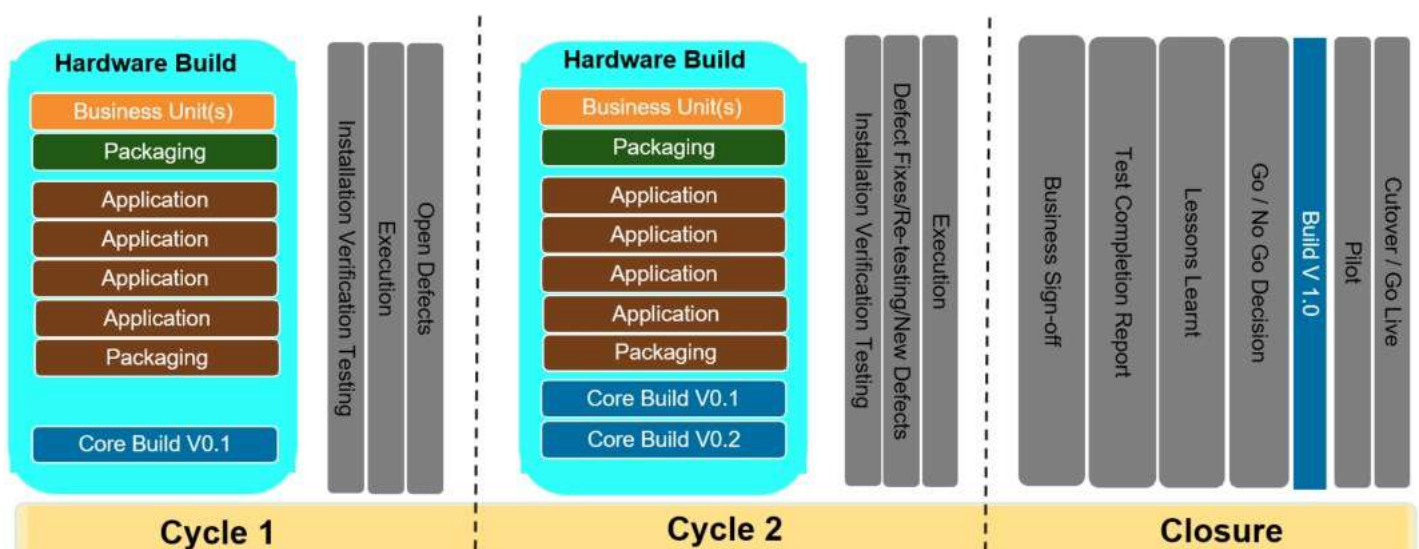 Hardware Build
Business Unit(s)
Packaging
Application
Application
Application
Application
Packaging
Core Build V0.1
Installation Verification Testing
Execution
Open Defects
Cycle 1
Hardware Build
Business Unit(s)
Packaging
Application
Application
Application
Application
Packaging
Core Build V0.1
Core Build V0.2
Installation Verification Testing
Defect Fixes/Re-testing/New Defects
Execution
Cycle 2
Business Sign-off
Test Completion Report
Lessons Learnt
Go / No Go Decision
Build V 1.0
Pilot
Cutover / Go Live
Closure